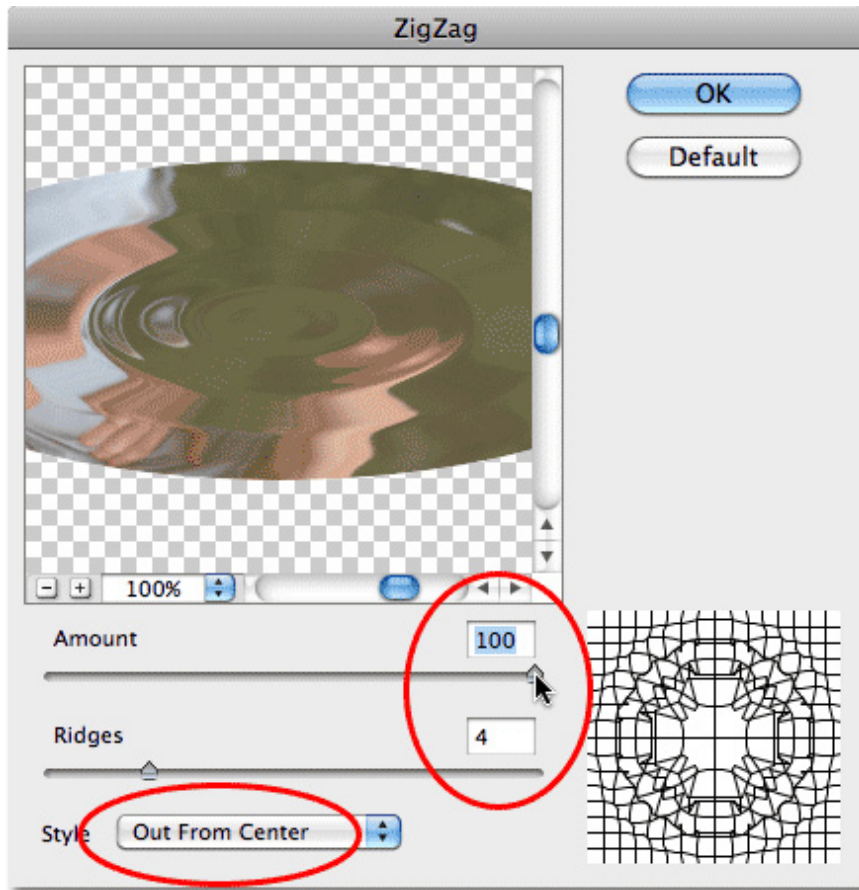 ZigZag
OK
Default
100%
Amount
100
Ridges
4
Style
Out From Center